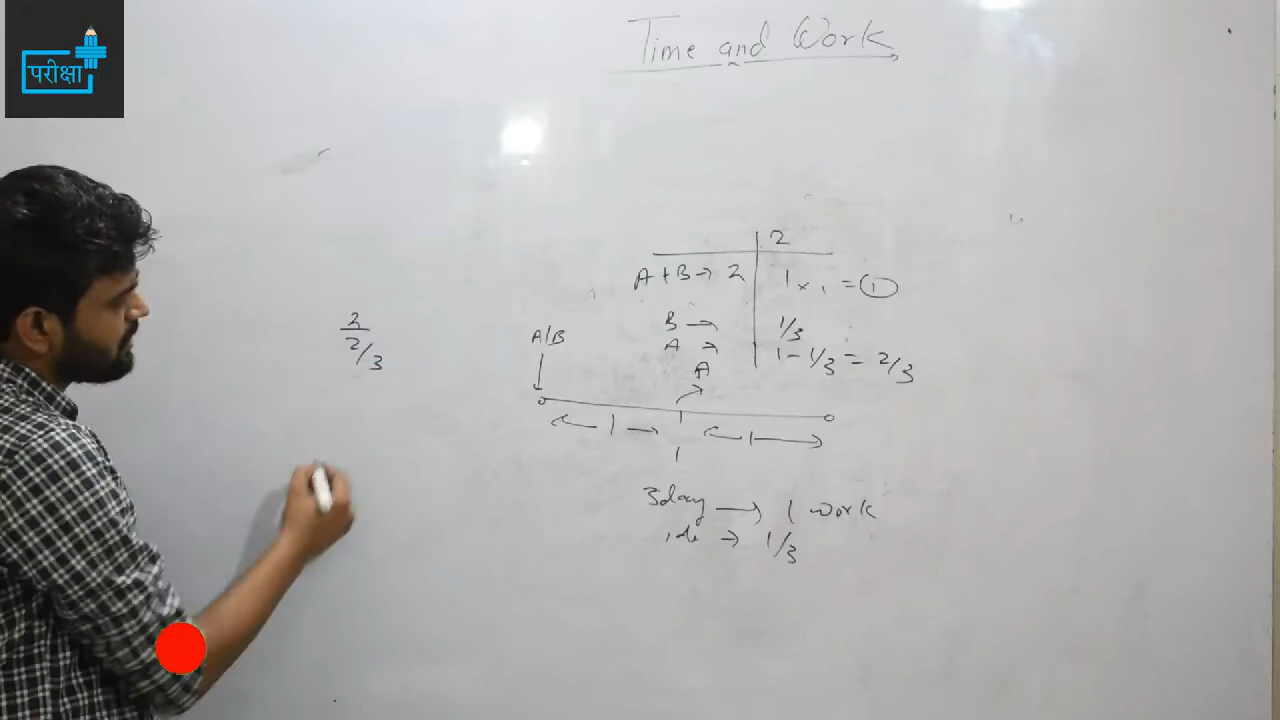 परीक्षा
Time and Work
2
A+B→ 2 1 × 1 = 1
B → 1/3
A → 1 - 1/3 = 2/3
2
2/3
A/B
A
1 1
1
3day → 1 work
→ 1/3